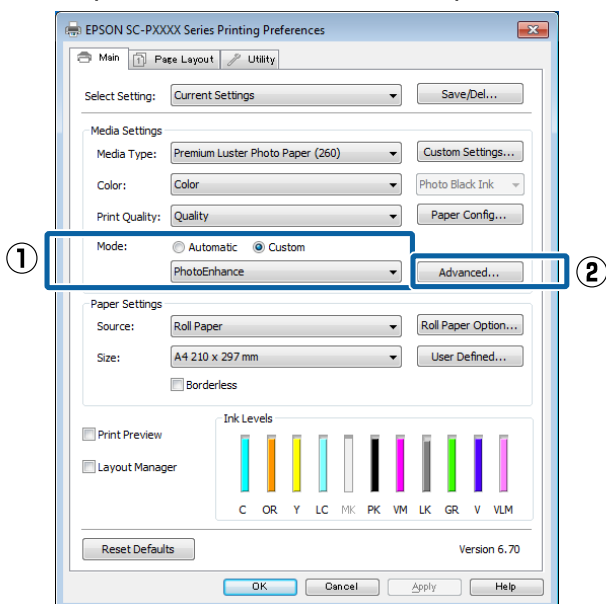 EPSON SC-PXXXX Series Printing Preferences
Main Page Layout Utility
Select Setting: Current Settings Save/Del...
Media Settings
Media Type: Premium Luster Photo Paper (260) Custom Settings...
Color: Color Photo Black Ink
Print Quality: Quality Paper Config...
Mode: Automatic Custom
① PhotoEnhance Advanced... ②
Paper Settings
Source: Roll Paper Roll Paper Option...
Size: A4 210 x 297 mm User Defined...
Borderless
Ink Levels
Print Preview
Layout Manager
C OR Y LC MK PK VM LK GR V VLM
Reset Defaults Version 6.70
OK Cancel Apply Help